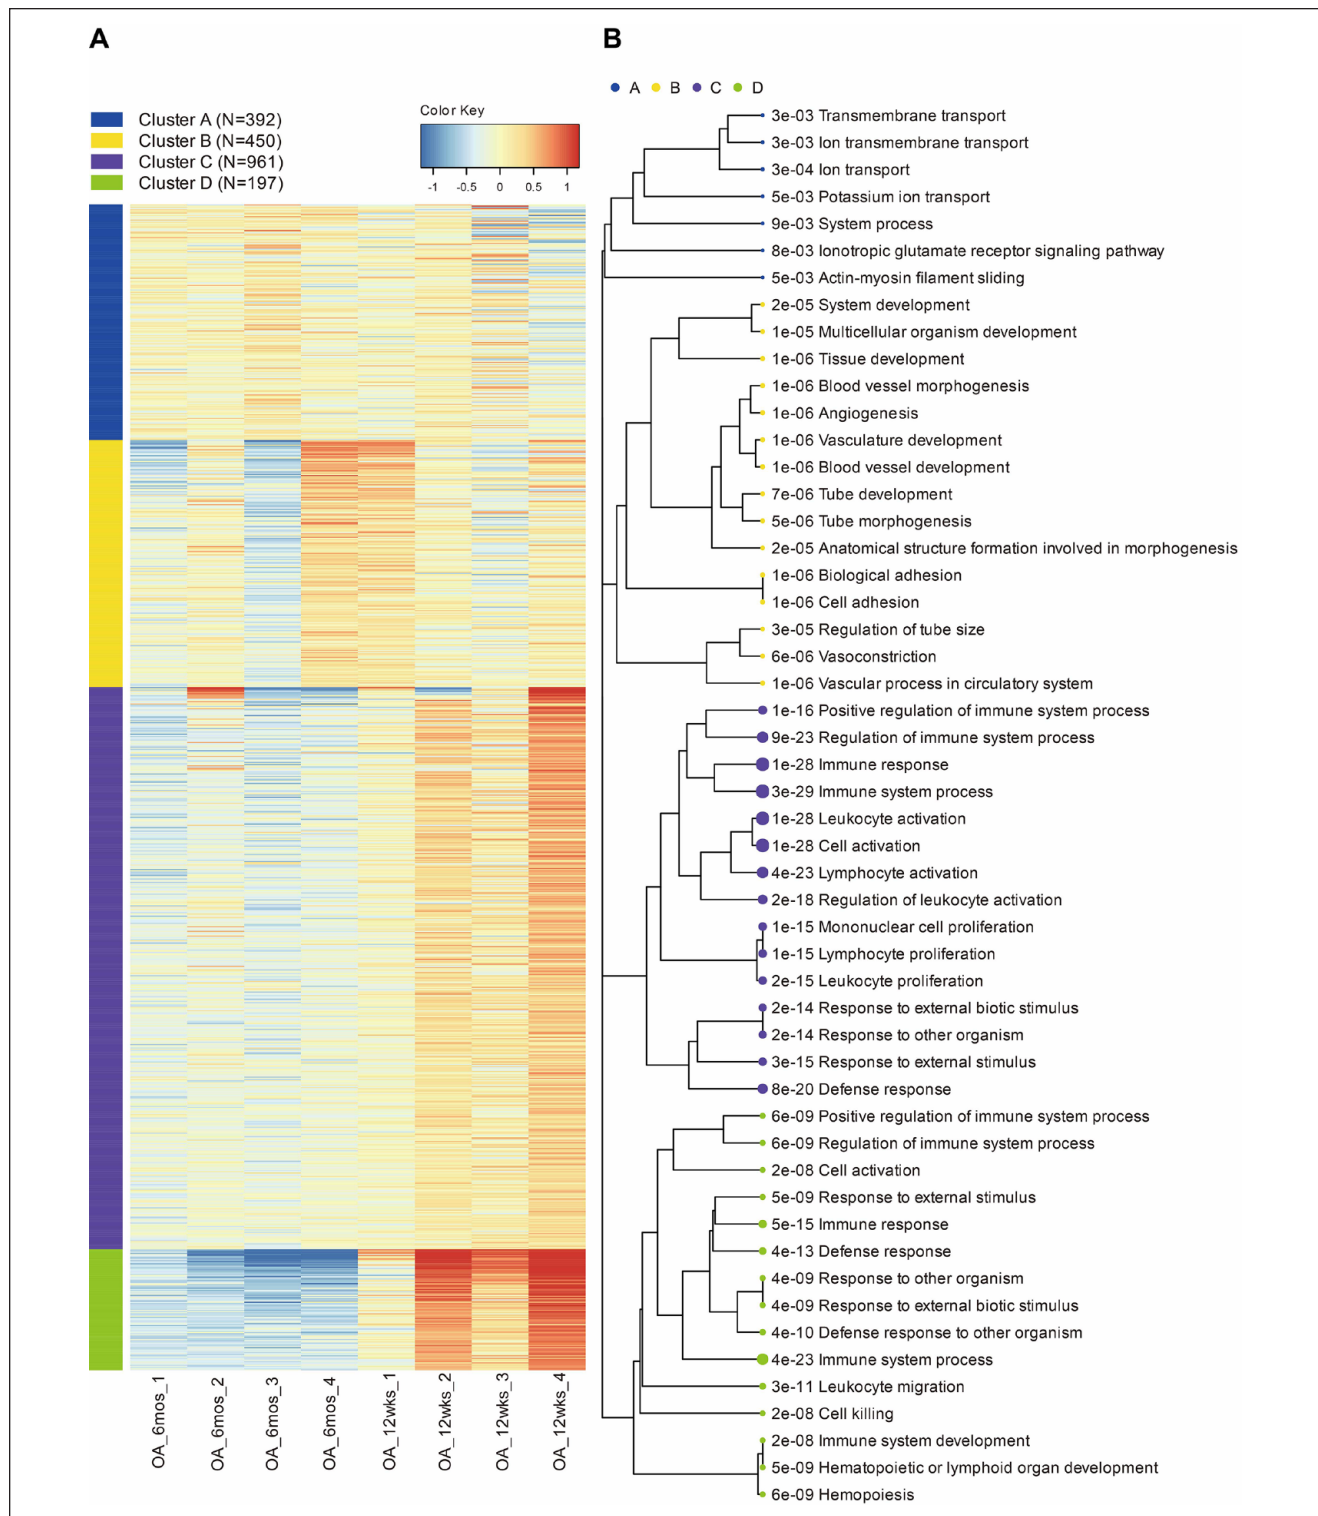 A
B
A B C D
Cluster A (N=392)
Cluster B (N=450)
Cluster C (N=961)
Cluster D (N=197)
Color Key
-1 -0.5 0 0.5 1
3e-03 Transmembrane transport
3e-03 Ion transmembrane transport
3e-04 Ion transport
5e-03 Potassium ion transport
9e-03 System process
8e-03 Ionotropic glutamate receptor signaling pathway
5e-03 Actin-myosin filament sliding
2e-05 System development
1e-05 Multicellular organism development
1e-06 Tissue development
1e-06 Blood vessel morphogenesis
1e-06 Angiogenesis
1e-06 Vasculature development
1e-06 Blood vessel development
7e-06 Tube development
5e-06 Tube morphogenesis
2e-05 Anatomical structure formation involved in morphogenesis
1e-06 Biological adhesion
1e-06 Cell adhesion
3e-05 Regulation of tube size
6e-06 Vasoconstriction
1e-06 Vascular process in circulatory system
1e-16 Positive regulation of immune system process
9e-23 Regulation of immune system process
1e-28 Immune response
3e-29 Immune system process
1e-28 Leukocyte activation
1e-28 Cell activation
4e-23 Lymphocyte activation
2e-18 Regulation of leukocyte activation
1e-15 Mononuclear cell proliferation
1e-15 Lymphocyte proliferation
2e-15 Leukocyte proliferation
2e-14 Response to external biotic stimulus
2e-14 Response to other organism
3e-15 Response to external stimulus
8e-20 Defense response
6e-09 Positive regulation of immune system process
6e-09 Regulation of immune system process
2e-08 Cell activation
5e-09 Response to external stimulus
5e-15 Immune response
4e-13 Defense response
4e-09 Response to other organism
4e-09 Response to external biotic stimulus
4e-10 Defense response to other organism
4e-23 Immune system process
3e-11 Leukocyte migration
2e-08 Cell killing
2e-08 Immune system development
5e-09 Hematopoietic or lymphoid organ development
6e-09 Hemopoiesis
OA_6mos_1
OA_6mos_2
OA_6mos_3
OA_6mos_4
OA_12wks_1
OA_12wks_2
OA_12wks_3
OA_12wks_4